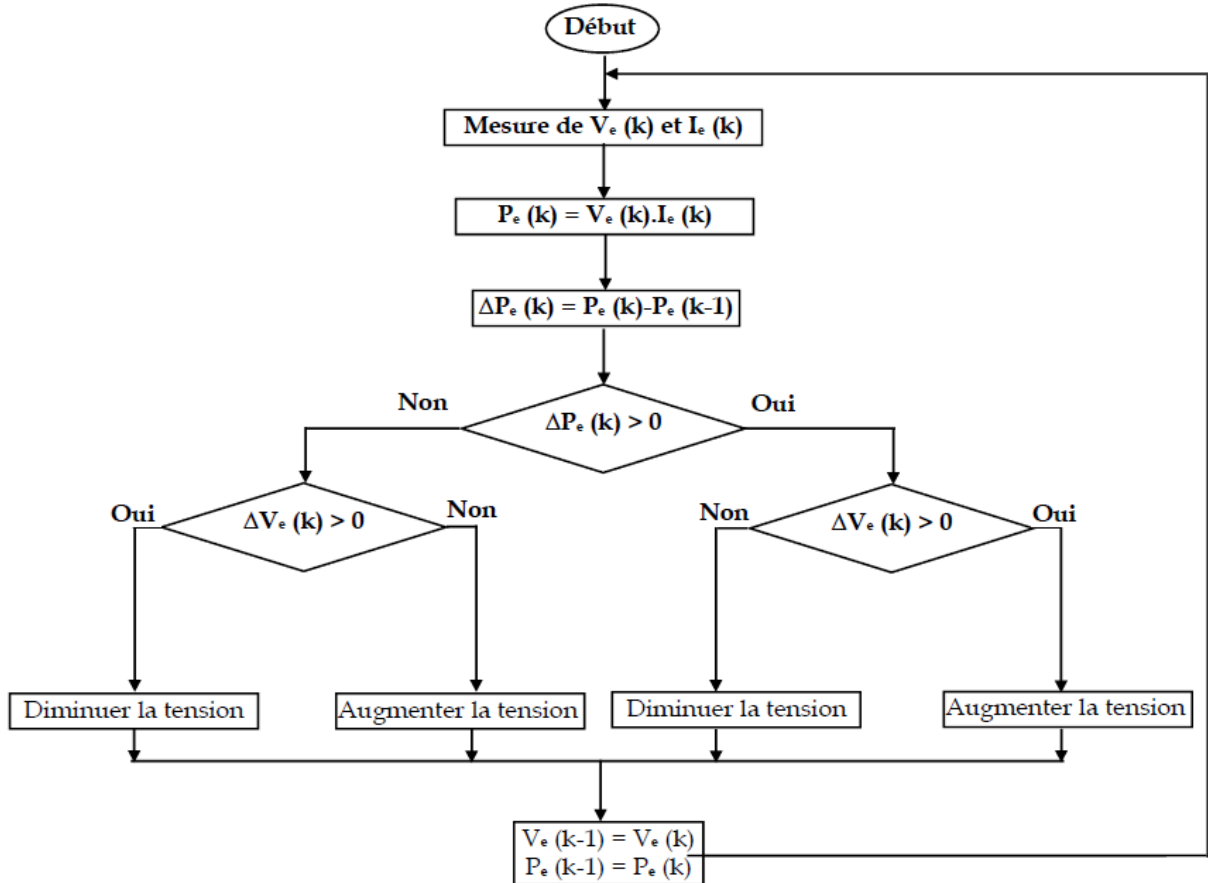 Début
Mesure de Vₑ (k) et Iₑ (k)
Pₑ (k) = Vₑ (k).Iₑ (k)
ΔPₑ (k) = Pₑ (k)-Pₑ (k-1)
Non
Oui
ΔPₑ (k) > 0
Oui
ΔVₑ (k) > 0
Non
Non
ΔVₑ (k) > 0
Oui
Diminuer la tension
Augmenter la tension
Diminuer la tension
Augmenter la tension
Vₑ (k-1) = Vₑ (k)
Pₑ (k-1) = Pₑ (k)